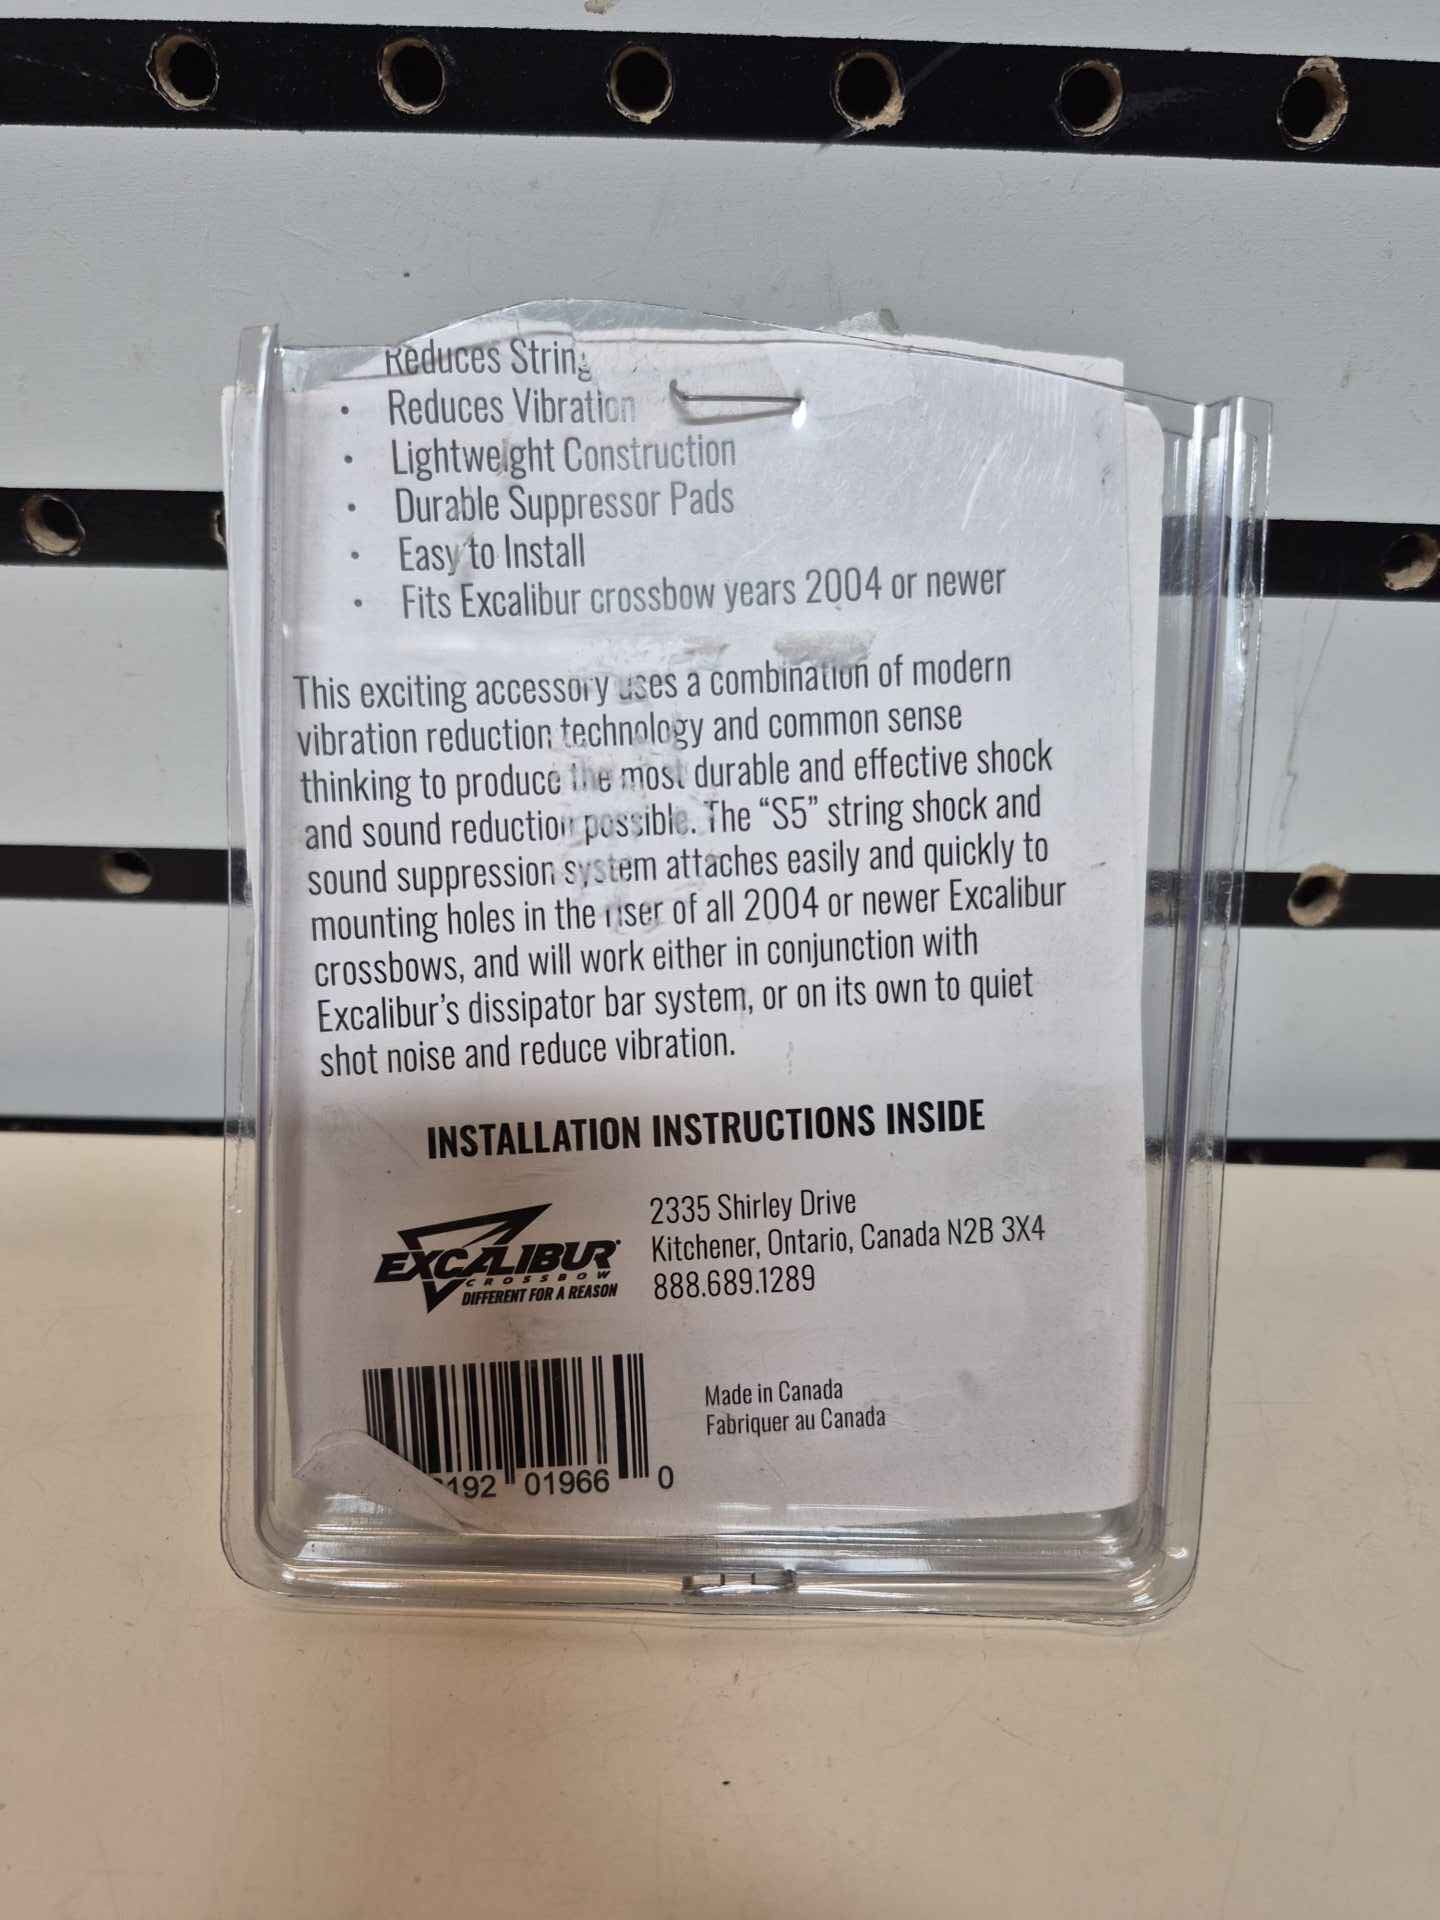 Reduces String
• Reduces Vibration
• Lightweight Construction
• Durable Suppressor Pads
• Easy to Install
• Fits Excalibur crossbow years 2004 or newer
This exciting accessory uses a combination of modern
vibration reduction technology and common sense
thinking to produce the most durable and effective shock
and sound reduction possible. The “S5” string shock and
sound suppression system attaches easily and quickly to
mounting holes in the riser of all 2004 or newer Excalibur
crossbows, and will work either in conjunction with
Excalibur’s dissipator bar system, or on its own to quiet
shot noise and reduce vibration.
INSTALLATION INSTRUCTIONS INSIDE
EXCALIBUR
CROSSBOW
DIFFERENT FOR A REASON
2335 Shirley Drive
Kitchener, Ontario, Canada N2B 3X4
888.689.1289
Made in Canada
Fabriquer au Canada
192 01966 0